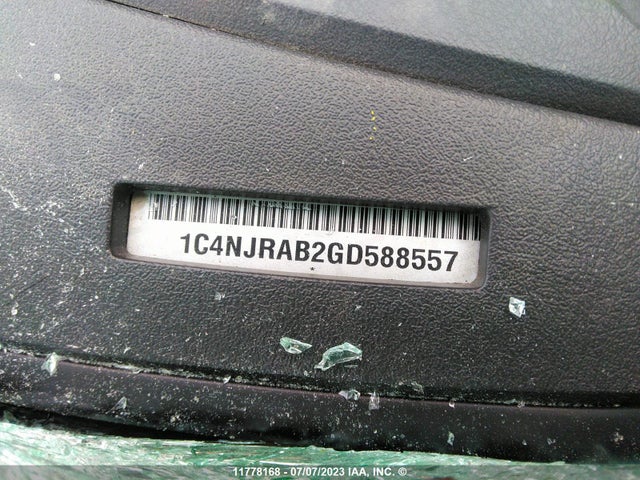 1C4NJRAB2GD588557
*
11778168 - 07/07/2023 IAA, INC. ©